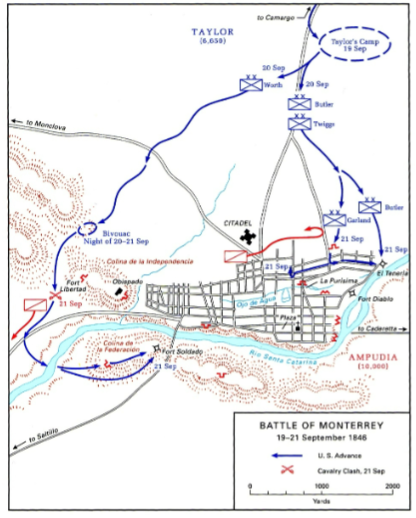 to Camargo
TAYLOR
(6,650)
Taylor's Camp
19 Sep
20 Sep
Worth
20 Sep
Butler
Twiggs
to Monclova
Butler
Garland
CITADEL
Bivouac
Night of 20-21 Sep
21 Sep
21 Sep
Colina de la Independencia
21 Sep
El Teneria
Fort
Libertad
Obispado
La Purisima
Ojo de Agua
Fort Diablo
21 Sep
Plaza
to Caderetta
Colina de
la Federación
Fort Soldado
Rio Santa Catarina
AMPUDIA
(10,000)
21 Sep
to Saltillo
BATTLE OF MONTERREY
19-21 September 1846
U. S. Advance
Cavalry Clash, 21 Sep
0 1000 2000
Yards